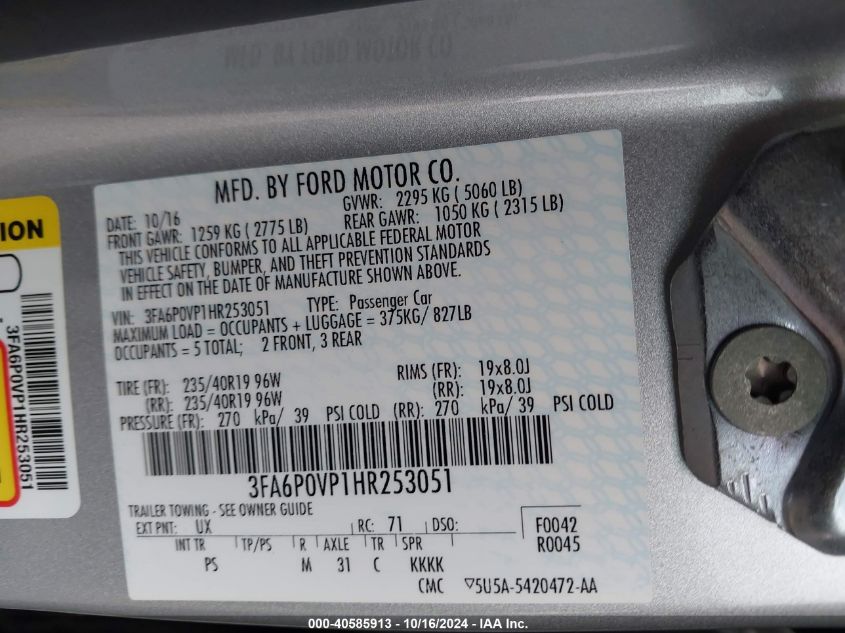 MFD. BY FORD MOTOR CO.
MFD. BY FORD MOTOR CO.
DATE: 10/16 GVWR: 2295 KG ( 5060 LB)
FRONT GAWR: 1259 KG ( 2775 LB) REAR GAWR: 1050 KG ( 2315 LB)
THIS VEHICLE CONFORMS TO ALL APPLICABLE FEDERAL MOTOR
VEHICLE SAFETY, BUMPER, AND THEFT PREVENTION STANDARDS
IN EFFECT ON THE DATE OF MANUFACTURE SHOWN ABOVE.
VIN: 3FA6P0VP1HR253051 TYPE: Passenger Car
MAXIMUM LOAD = OCCUPANTS + LUGGAGE = 375KG/ 827LB
OCCUPANTS = 5 TOTAL; 2 FRONT, 3 REAR
TIRE (FR): 235/40R19 96W RIMS (FR): 19x8.0J
(RR): 235/40R19 96W (RR): 19x8.0J
PRESSURE (FR): 270 kPa/ 39 PSI COLD (RR): 270 kPa/ 39 PSI COLD
3FA6P0VP1HR253051
TRAILER TOWING - SEE OWNER GUIDE
EXT PNT: UX RC: 71 DSO: F0042
R0045
INT TR TP/PS R AXLE TR SPR
PS M 31 C KKKK
CMC 5U5A-5420472-AA
ION
3FA6P0VP1HR253051
000-40585913 - 10/16/2024 - IAA Inc.